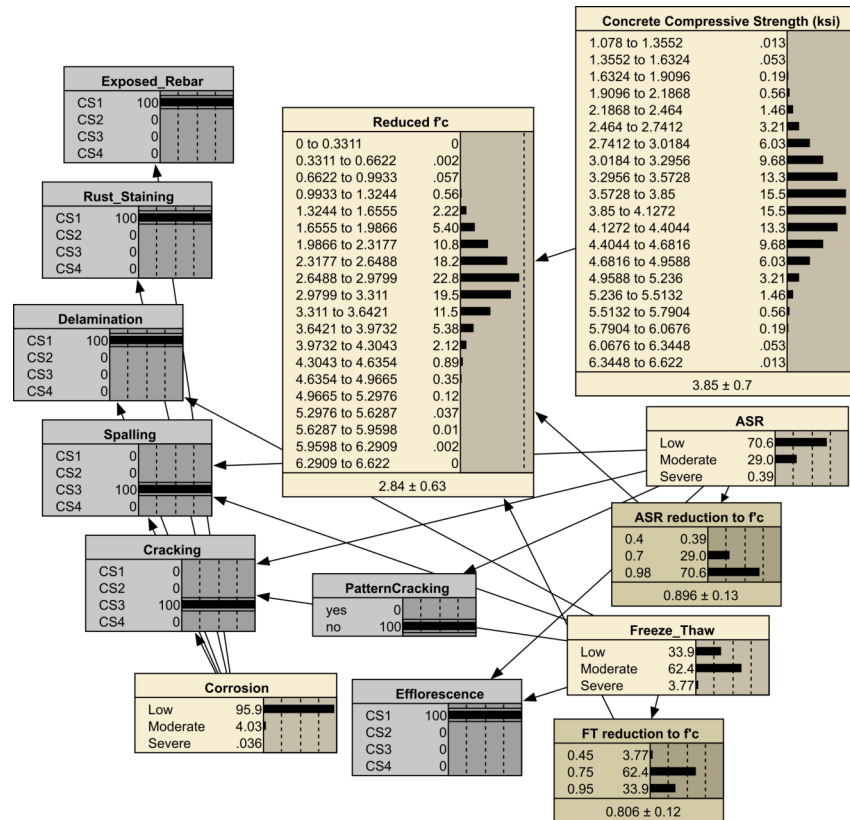 Concrete Compressive Strength (ksi)
1.078 to 1.3552 .013
1.3552 to 1.6324 .053
1.6324 to 1.9096 0.19
1.9096 to 2.1868 0.56
2.1868 to 2.464 1.46
2.464 to 2.7412 3.21
2.7412 to 3.0184 6.03
3.0184 to 3.2956 9.68
3.2956 to 3.5728 13.3
3.5728 to 3.85 15.5
3.85 to 4.1272 15.5
4.1272 to 4.4044 13.3
4.4044 to 4.6816 9.68
4.6816 to 4.9588 6.03
4.9588 to 5.236 3.21
5.236 to 5.5132 1.46
5.5132 to 5.7904 0.56
5.7904 to 6.0676 0.19
6.0676 to 6.3448 .053
6.3448 to 6.622 .013
3.85 ± 0.7
Exposed_Rebar
CS1 100
CS2 0
CS3 0
CS4 0
Reduced f'c
0 to 0.3311 0
0.3311 to 0.6622 .002
0.6622 to 0.9933 .057
0.9933 to 1.3244 0.56
1.3244 to 1.6555 2.22
1.6555 to 1.9866 5.40
1.9866 to 2.3177 10.8
2.3177 to 2.6488 18.2
2.6488 to 2.9799 22.8
2.9799 to 3.311 19.5
3.311 to 3.6421 11.5
3.6421 to 3.9732 5.38
3.9732 to 4.3043 2.12
4.3043 to 4.6354 0.89
4.6354 to 4.9665 0.35
4.9665 to 5.2976 0.12
5.2976 to 5.6287 .037
5.6287 to 5.9598 0.01
5.9598 to 6.2909 .002
6.2909 to 6.622 0
2.84 ± 0.63
Rust_Staining
CS1 100
CS2 0
CS3 0
CS4 0
Delamination
CS1 100
CS2 0
CS3 0
CS4 0
Spalling
CS1 0
CS2 0
CS3 100
CS4 0
ASR
Low 70.6
Moderate 29.0
Severe 0.39
ASR reduction to f'c
0.4 0.39
0.7 29.0
0.98 70.6
0.896 ± 0.13
Cracking
CS1 0
CS2 0
CS3 100
CS4 0
PatternCracking
yes 0
no 100
Freeze_Thaw
Low 33.9
Moderate 62.4
Severe 3.77
Corrosion
Low 95.9
Moderate 4.03
Severe .036
Efflorescence
CS1 100
CS2 0
CS3 0
CS4 0
FT reduction to f'c
0.45 3.77
0.75 62.4
0.95 33.9
0.806 ± 0.12